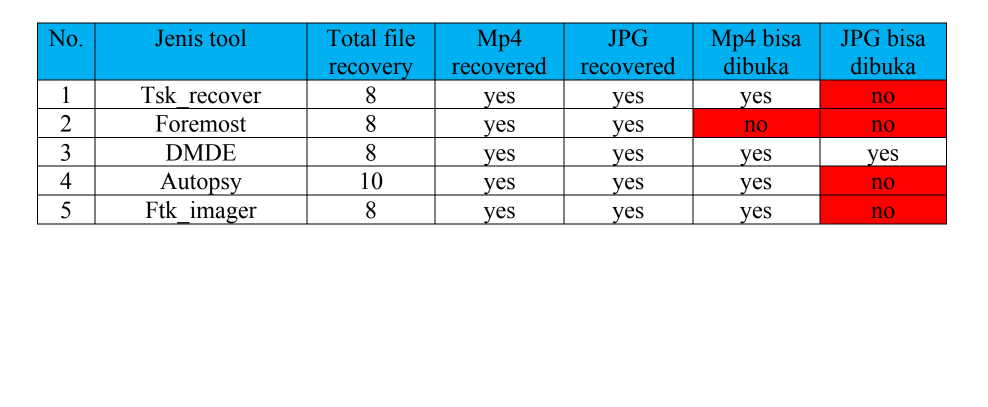 No. Jenis tool Total file recovery Mp4 recovered JPG recovered Mp4 bisa dibuka JPG bisa dibuka
1 Tsk_recover 8 yes yes yes no
2 Foremost 8 yes yes no no
3 DMDE 8 yes yes yes yes
4 Autopsy 10 yes yes yes no
5 Ftk_imager 8 yes yes yes no